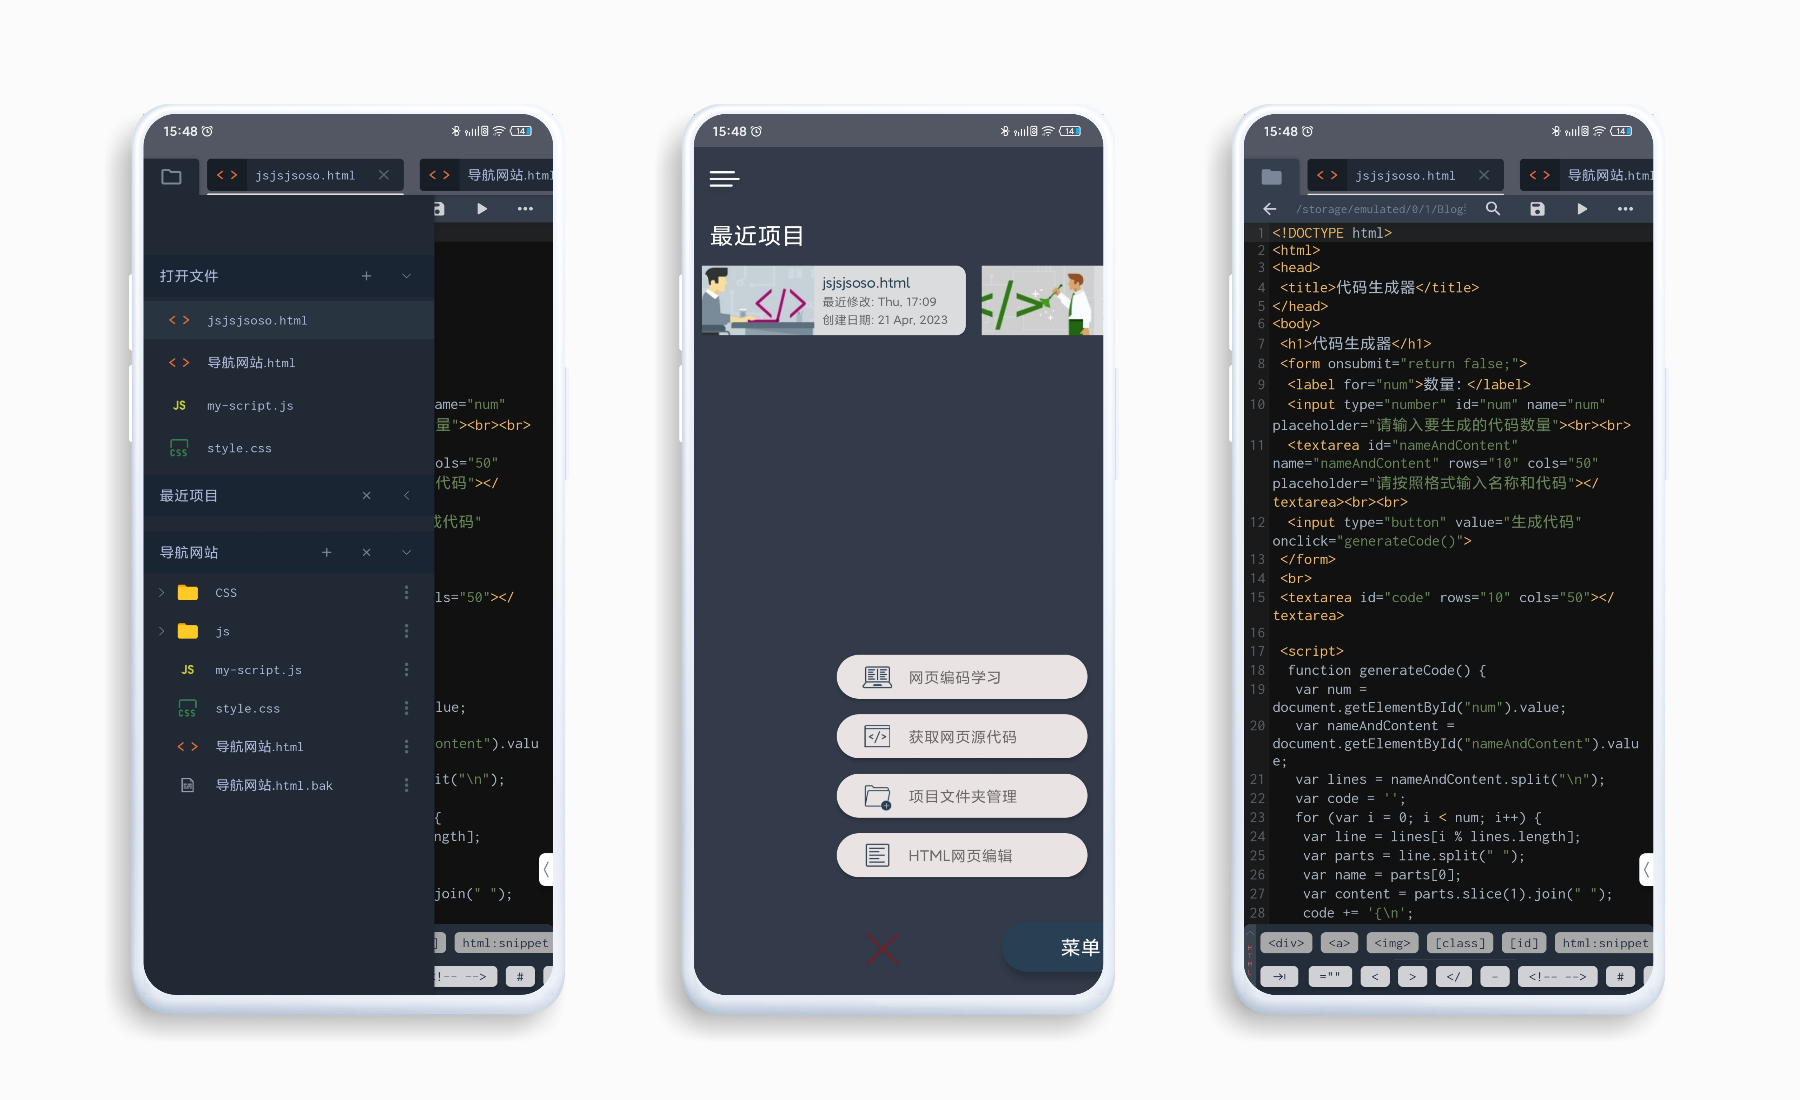 15:48
14
jsjsjsoso.html
导航网站.html
打开文件
jsjsjsoso.html
导航网站.html
JS my-script.js
CSS style.css
最近项目
导航网站
CSS
js
JS my-script.js
CSS style.css
导航网站.html
导航网站.html.bak
ame="num"
量"><br><br>
ols="50"
代码"></
成代码"
ls="50"></
lue;
ontent").valu
it("\n");
{
ngth];
join(" ");
] html:snippet
!-- --> #
15:48
14
最近项目
jsjsjsoso.html
最近修改: Thu, 17:09
创建日期: 21 Apr, 2023
网页编码学习
获取网页源代码
项目文件夹管理
HTML网页编辑
菜单
15:48
14
jsjsjsoso.html
导航网站.html
/storage/emulated/0/1/Blog
1 <!DOCTYPE html>
2 <html>
3 <head>
4 <title>代码生成器</title>
5 </head>
6 <body>
7 <h1>代码生成器</h1>
8 <form onsubmit="return false;">
9 <label for="num">数量：</label>
10 <input type="number" id="num" name="num"
placeholder="请输入要生成的代码数量"><br><br>
11 <textarea id="nameAndContent"
name="nameAndContent" rows="10" cols="50"
placeholder="请按照格式输入名称和代码"></
textarea><br><br>
12 <input type="button" value="生成代码"
onclick="generateCode()">
13 </form>
14 <br>
15 <textarea id="code" rows="10" cols="50"></
textarea>
16
17 <script>
18 function generateCode() {
19 var num =
document.getElementById("num").value;
20 var nameAndContent =
document.getElementById("nameAndContent").valu
e;
21 var lines = nameAndContent.split("\n");
22 var code = '';
23 for (var i = 0; i < num; i++) {
24 var line = lines[i % lines.length];
25 var parts = line.split(" ");
26 var name = parts[0];
27 var content = parts.slice(1).join(" ");
28 code += '{\n';
HTML
<div> <a> <img> [class] [id] html:snippet
="" < > </ - <!-- --> #